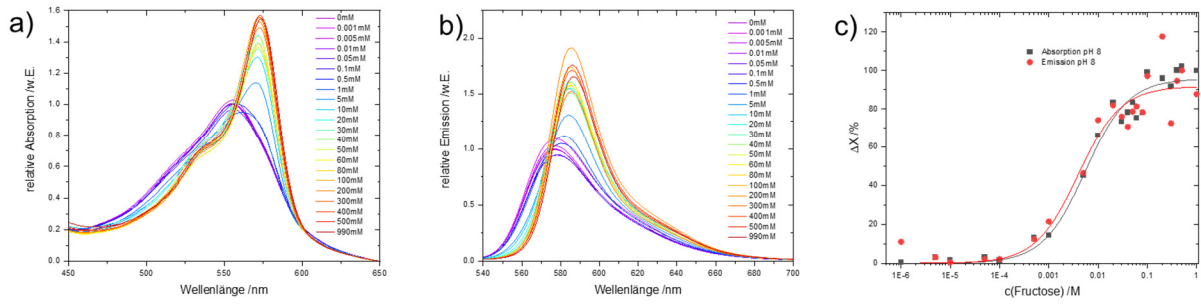 a)
relative Absorption /w.E.
1.6
1.4
1.2
1.0
0.8
0.6
0.4
0.2
0.0
450
500
550
600
650
Wellenlänge /nm
0mM
0.001mM
0.005mM
0.01mM
0.05mM
0.1mM
0.5mM
1mM
5mM
10mM
20mM
30mM
40mM
50mM
60mM
80mM
100mM
200mM
300mM
400mM
500mM
990mM
b)
relative Emission /w.E.
2.0
1.5
1.0
0.5
0.0
540
560
580
600
620
640
660
680
700
Wellenlänge /nm
0mM
0.001mM
0.005mM
0.01mM
0.05mM
0.1mM
0.5mM
1mM
5mM
10mM
20mM
30mM
40mM
50mM
60mM
80mM
100mM
200mM
300mM
400mM
500mM
990mM
c)
ΔX /%
120
100
80
60
40
20
0
1E-6
1E-5
1E-4
0.001
0.01
0.1
1
c(Fructose) /M
Absorption pH 8
Emission pH 8